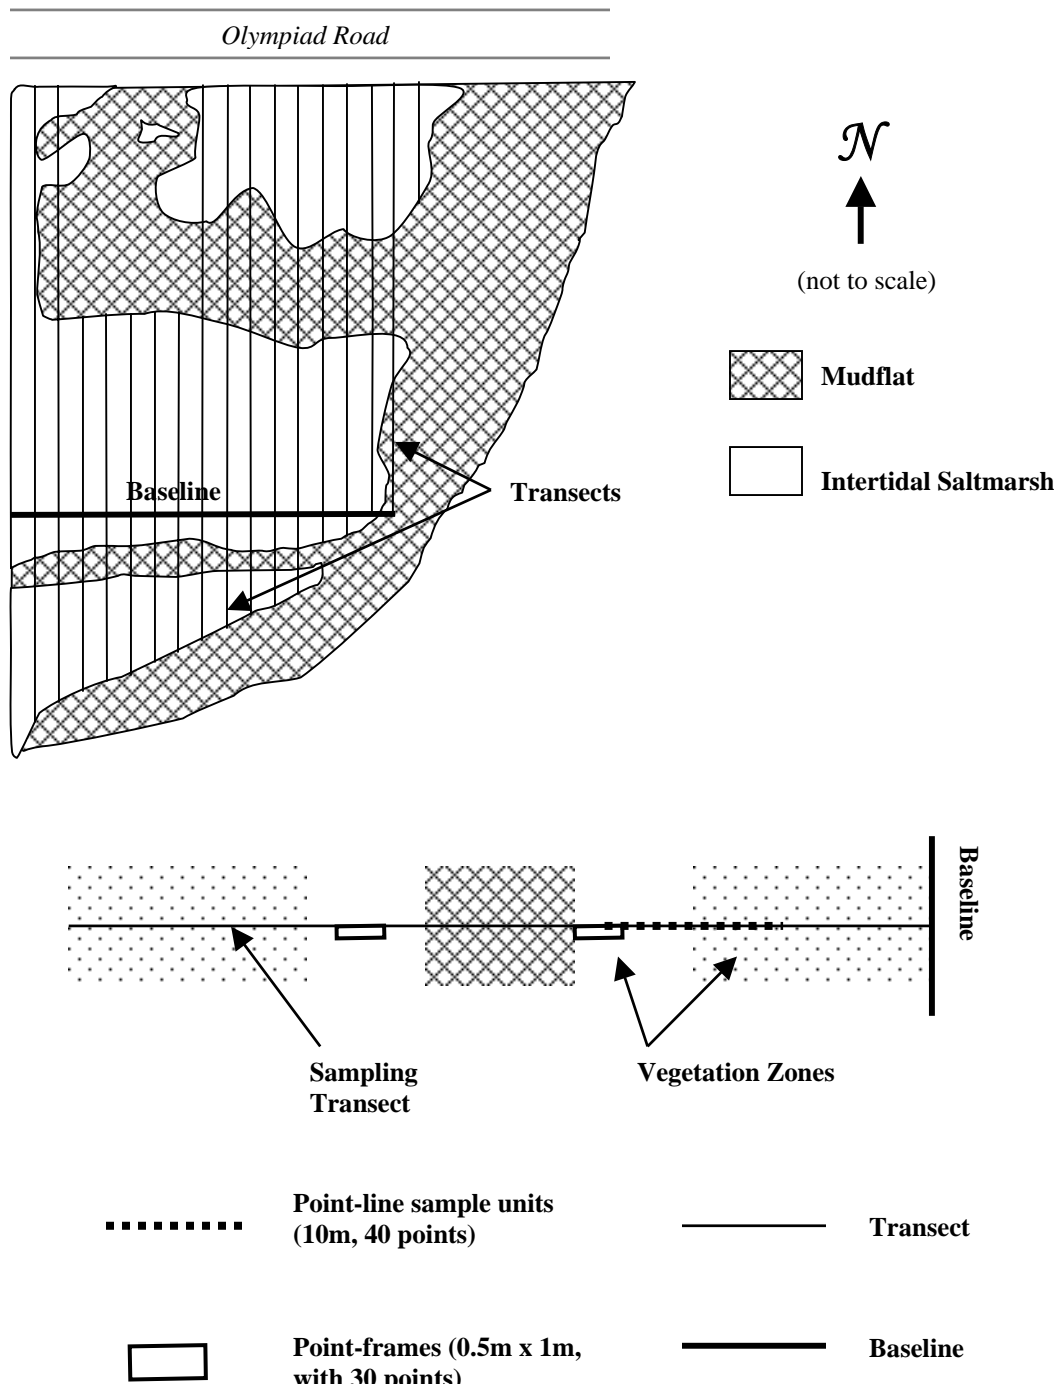 Olympiad Road
N
(not to scale)
Mudflat
Intertidal Saltmarsh
Baseline
Transects
Baseline
Sampling
Transect
Vegetation Zones
Point-line sample units
(10m, 40 points)
Transect
Point-frames (0.5m x 1m,
with 30 points)
Baseline